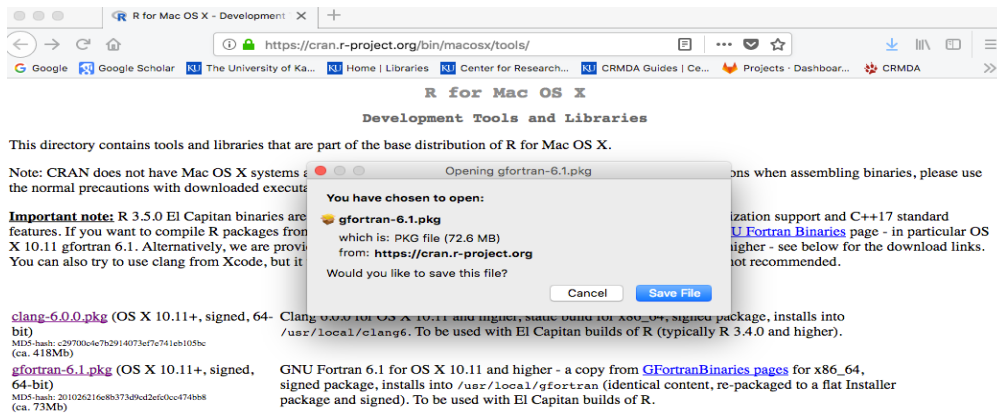 R for Mac OS X - Development T
https://cran.r-project.org/bin/macosx/tools/
Google Google Scholar The University of Ka... Home | Libraries Center for Research... CRMDA Guides | Ce... Projects · Dashboar... CRMDA
R for Mac OS X
Development Tools and Libraries
This directory contains tools and libraries that are part of the base distribution of R for Mac OS X.
Note: CRAN does not have Mac OS X systems a ons when assembling binaries, please use
the normal precautions with downloaded executa
Important note: R 3.5.0 El Capitan binaries are ization support and C++17 standard
features. If you want to compile R packages from U Fortran Binaries page - in particular OS
X 10.11 gfortran 6.1. Alternatively, we are provi igher - see below for the download links.
You can also try to use clang from Xcode, but it not recommended.
Opening gfortran-6.1.pkg
You have chosen to open:
gfortran-6.1.pkg
which is: PKG file (72.6 MB)
from: https://cran.r-project.org
Would you like to save this file?
Cancel Save File
clang-6.0.0.pkg (OS X 10.11+, signed, 64-
bit)
MD5-hash: c29700c4e7b2914073ef7e741eb105bc
(ca. 418Mb)
Clang 6.0.0 for OS X 10.11 and higher, static build for x86_64, signed package, installs into
/usr/local/clang6. To be used with El Capitan builds of R (typically R 3.4.0 and higher).
gfortran-6.1.pkg (OS X 10.11+, signed,
64-bit)
MD5-hash: 201026216e8b373d9cd2efc0cc474bb8
(ca. 73Mb)
GNU Fortran 6.1 for OS X 10.11 and higher - a copy from GFortranBinaries pages for x86_64,
signed package, installs into /usr/local/gfortran (identical content, re-packaged to a flat Installer
package and signed). To be used with El Capitan builds of R.